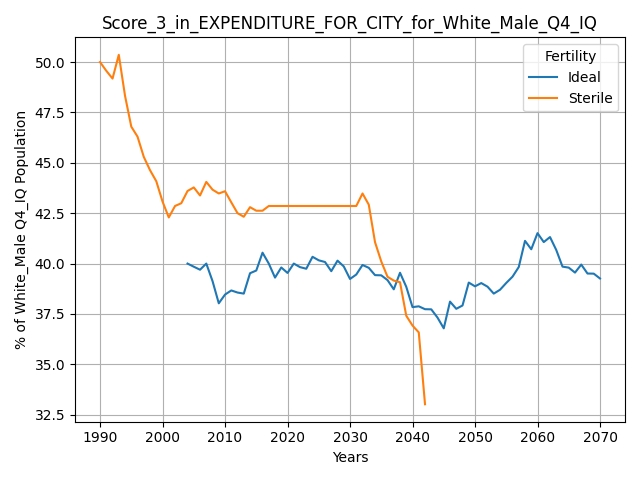 Score_3_in_EXPENDITURE_FOR_CITY_for_White_Male_Q4_IQ
Fertility
Ideal
Sterile
% of White_Male Q4_IQ Population
50.0
47.5
45.0
42.5
40.0
37.5
35.0
32.5
1990 2000 2010 2020 2030 2040 2050 2060 2070
Years